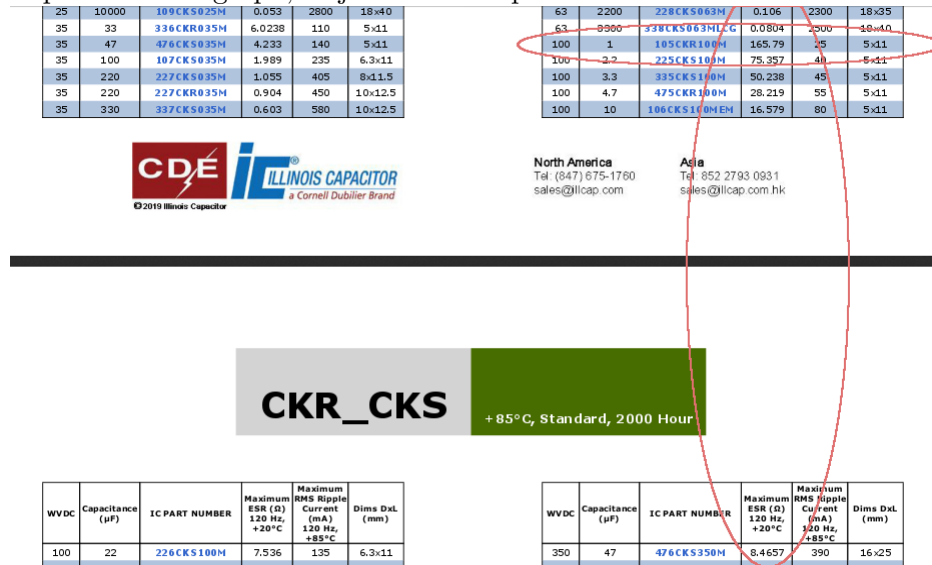 25 10000 109CKS025M 0.053 2800 18x40
35 33 336CKR035M 6.0238 110 5x11
35 47 476CKS035M 4.233 140 5x11
35 100 107CKS035M 1.989 235 6.3x11
35 220 227CKS035M 1.055 405 8x11.5
35 220 227CKR035M 0.904 450 10x12.5
35 330 337CKS035M 0.603 580 10x12.5
63 2200 228CKS063M 0.106 2300 18x35
63 3300 338CKS063MLCG 0.0804 2500 18x40
100 1 105CKR100M 165.79 25 5x11
100 2.2 225CKS100M 75.357 40 5x11
100 3.3 335CKS100M 50.238 45 5x11
100 4.7 475CKR100M 28.219 55 5x11
100 10 106CKS100MEM 16.579 80 5x11
CDE
©2019 Illinois Capacitor
ic®
ILLINOIS CAPACITOR
a Cornell Dubilier Brand
North America
Tel: (847) 675-1760
sales@illcap.com
Asia
Tel: 852 2793 0931
sales@illcap.com.hk
CKR_CKS
+85°C, Standard, 2000 Hour
WVDC Capacitance (µF) IC PART NUMBER Maximum ESR (Ω) 120 Hz, +20°C Maximum RMS Ripple Current (mA) 120 Hz, +85°C Dims DxL (mm)
100 22 226CKS100M 7.536 135 6.3x11
WVDC Capacitance (µF) IC PART NUMBER Maximum ESR (Ω) 120 Hz, +20°C Maximum RMS Ripple Current (mA) 120 Hz, +85°C Dims DxL (mm)
350 47 476CKS350M 8.4657 390 16x25